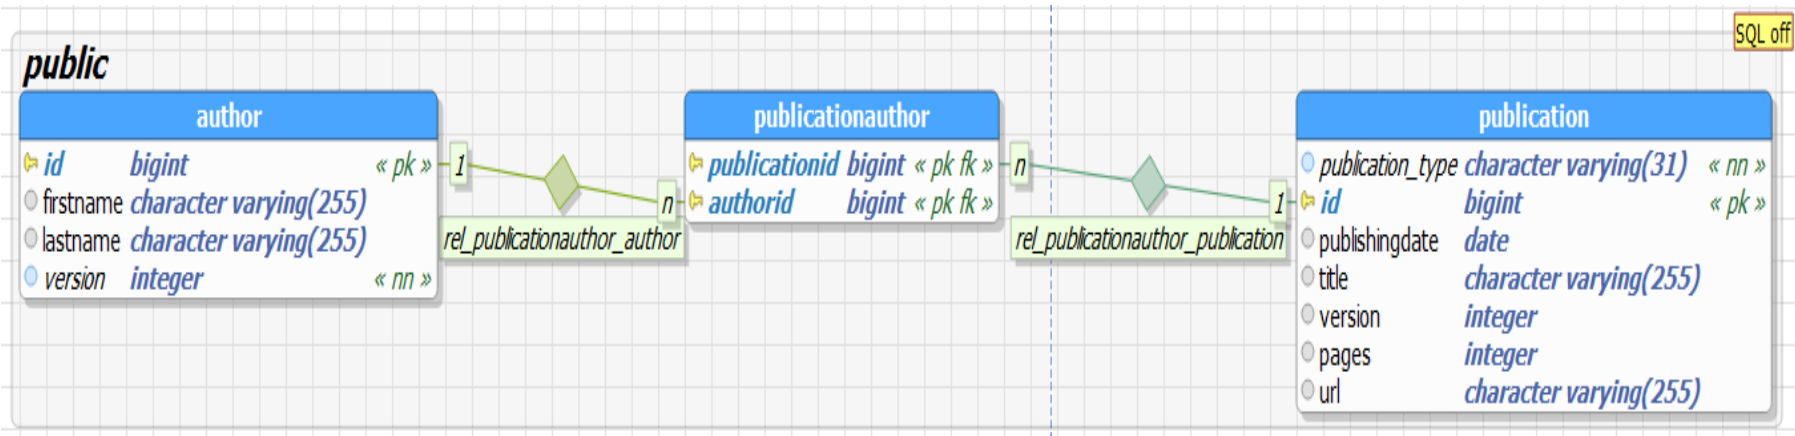 SQL off
public
author
id bigint « pk »
firstname character varying(255)
lastname character varying(255)
version integer « nn »
1
n
rel_publicationauthor_author
publicationauthor
publicationid bigint « pk fk »
authorid bigint « pk fk »
n
1
rel_publicationauthor_publication
publication
publication_type character varying(31) « nn »
id bigint « pk »
publishingdate date
title character varying(255)
version integer
pages integer
url character varying(255)